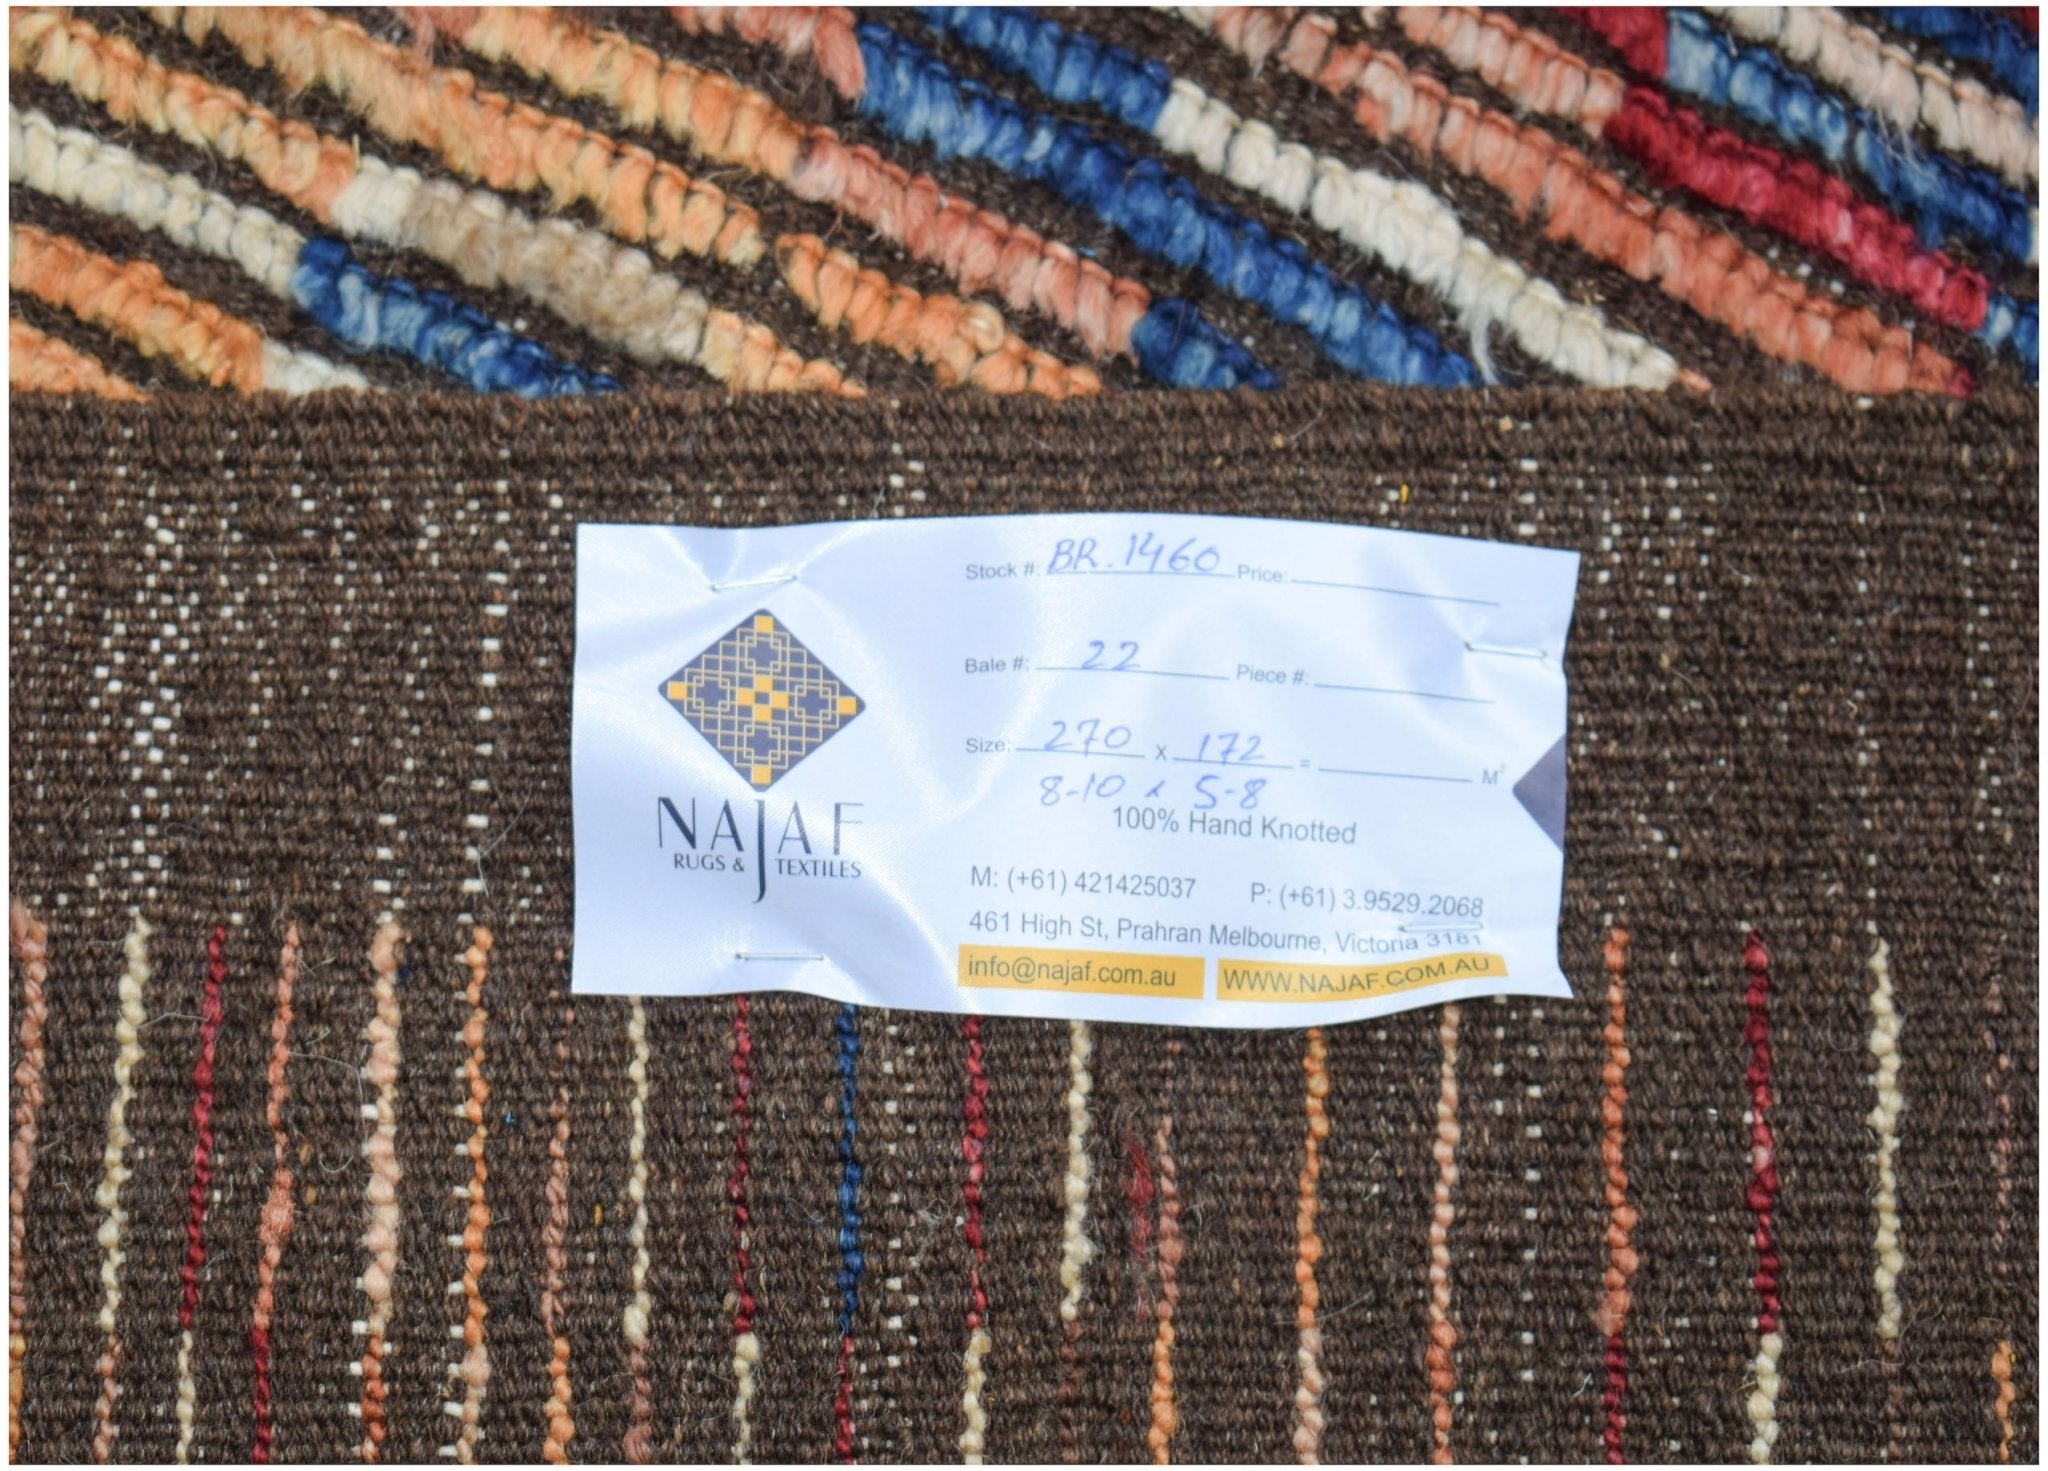 NAJAF
RUGS & TEXTILES
Stock #: BR.1460 Price:
Bale #: 22 Piece #:
Size: 270 x 172 = M²
8-10 x 5-8
100% Hand Knotted
M: (+61) 421425037 P: (+61) 3.9529.2068
461 High St, Prahran Melbourne, Victoria 3181
info@najaf.com.au WWW.NAJAF.COM.AU